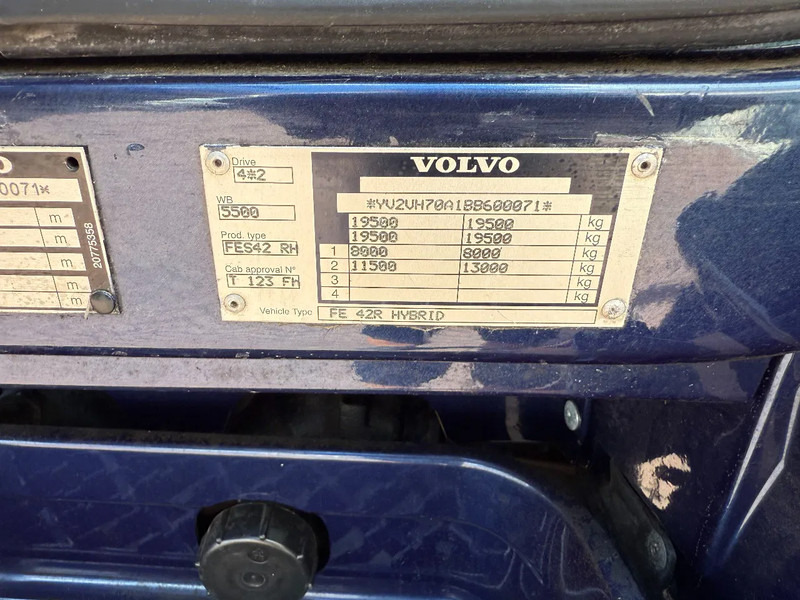 O
0071*
m
m
m
m
m
20775358
VOLVO
Drive
4*2
WB
5500
Prod. type
FES42 RH
Cab approval N°
T 123 FH
*YV2VH70A1BB600071*
19500 19500 kg
19500 19500 kg
1 8000 8000 kg
2 11500 13000 kg
3 kg
4 kg
Vehicle Type FE 42R HYBRID